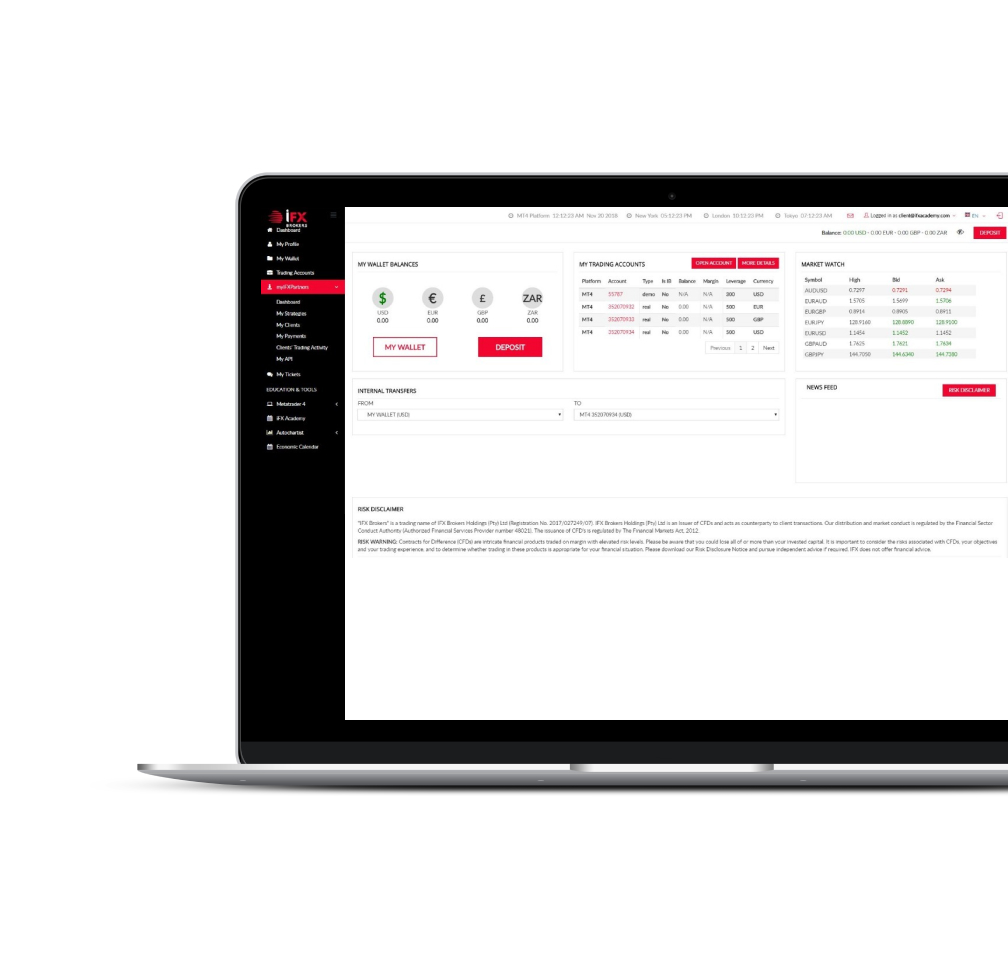 iFX
BROKERS
Dashboard
My Profile
My Wallet
Trading Accounts
myIFXPartners
Dashboard
My Strategies
My Clients
My Payments
Clients' Trading Activity
My API
My Tickets
EDUCATION & TOOLS
Metatrader 4
IFX Academy
Autochartist
Economic Calendar
MT4 Platform 12:12:23 AM Nov 20 2018 New York 05:12:23 PM London 10:12:23 PM Tokyo 07:12:23 AM Logged in as client@ifxacademy.com EN
Balance: 0.00 USD - 0.00 EUR - 0.00 GBP - 0.00 ZAR DEPOSIT
MY WALLET BALANCES
$ € £ ZAR
USD EUR GBP ZAR
0.00 0.00 0.00 0.00
MY WALLET DEPOSIT
MY TRADING ACCOUNTS OPEN ACCOUNT MORE DETAILS
Platform Account Type Is IB Balance Margin Leverage Currency
MT4 55787 demo No N/A N/A 300 USD
MT4 352070932 real No 0.00 N/A 500 EUR
MT4 352070933 real No 0.00 N/A 500 GBP
MT4 352070934 real No 0.00 N/A 500 USD
Previous 1 2 Next
MARKET WATCH
Symbol High Bid Ask
AUDUSD 0.7297 0.7291 0.7294
EURAUD 1.5705 1.5699 1.5706
EURGBP 0.8914 0.8905 0.8911
EURJPY 128.9160 128.8890 128.9100
EURUSD 1.1454 1.1452 1.1452
GBPAUD 1.7625 1.7621 1.7634
GBPJPY 144.7050 144.6340 144.7380
INTERNAL TRANSFERS
FROM TO
MY WALLET (USD) MT4 352070934 (USD)
NEWS FEED RISK DISCLAIMER
RISK DISCLAIMER
"IFX Brokers" is a trading name of IFX Brokers Holdings (Pty) Ltd (Registration No. 2017/027249/07). IFX Brokers Holdings (Pty) Ltd is an Issuer of CFDs and acts as counterparty to client transactions. Our distribution and market conduct is regulated by the Financial Sector
Conduct Authority (Authorized Financial Services Provider number 48021). The issuance of CFD's is regulated by The Financial Markets Act, 2012.
RISK WARNING: Contracts for Difference (CFDs) are intricate financial products traded on margin with elevated risk levels. Please be aware that you could lose all of or more than your invested capital. It is important to consider the risks associated with CFDs, your objectives
and your trading experience, and to determine whether trading in these products is appropriate for your financial situation. Please download our Risk Disclosure Notice and pursue independent advice if required. IFX does not offer financial advice.